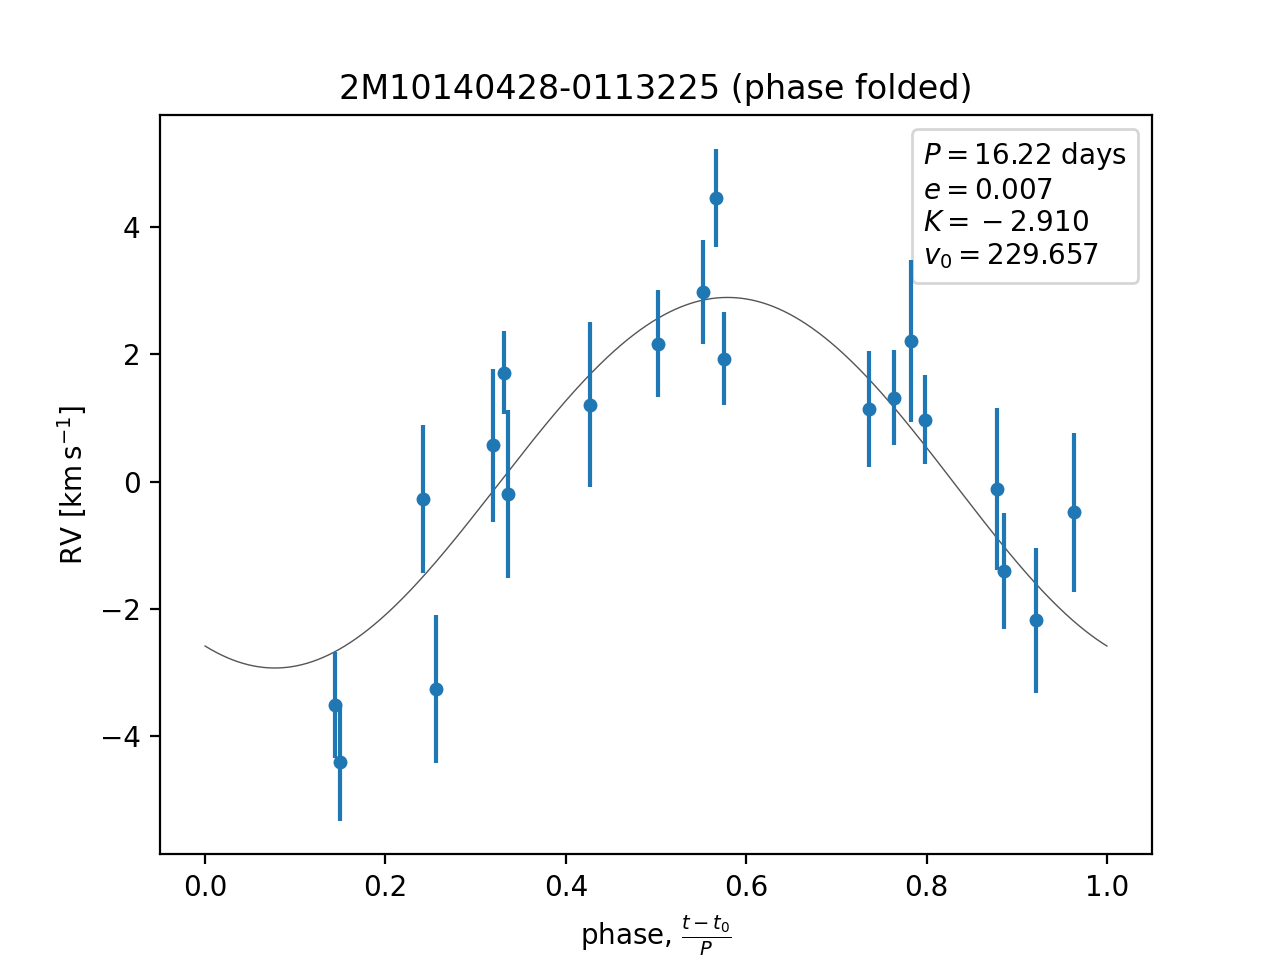 2M10140428-0113225 (phase folded)
P = 16.22 days
e = 0.007
K = −2.910
v₀ = 229.657
RV [km s⁻¹]
4
2
0
−2
−4
0.0 0.2 0.4 0.6 0.8 1.0
phase, (t − t₀)/P